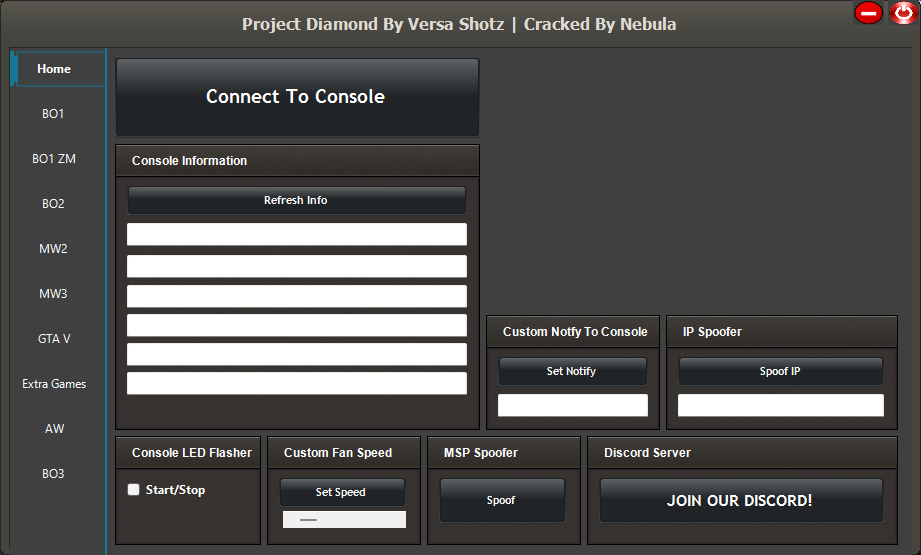 Project Diamond By Versa Shotz | Cracked By Nebula
Home
BO1
BO1 ZM
BO2
MW2
MW3
GTA V
Extra Games
AW
BO3
Connect To Console
Console Information
Refresh Info
Custom Notfy To Console
Set Notify
IP Spoofer
Spoof IP
Console LED Flasher
Start/Stop
Custom Fan Speed
Set Speed
MSP Spoofer
Spoof
Discord Server
JOIN OUR DISCORD!